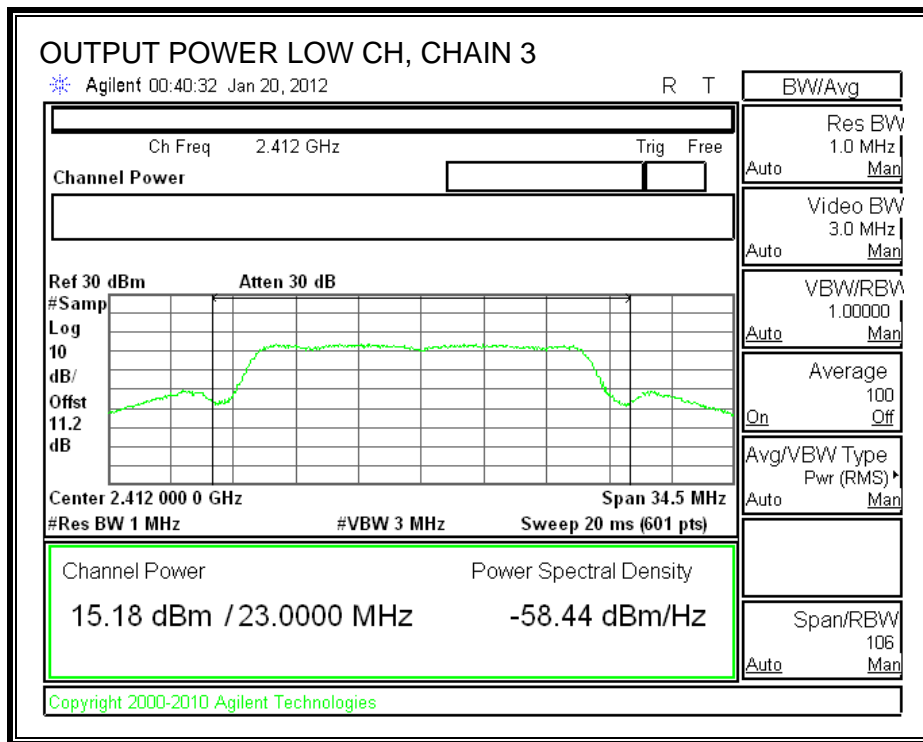 OUTPUT POWER LOW CH, CHAIN 3
Agilent 00:40:32 Jan 20, 2012 R T
Ch Freq 2.412 GHz Trig Free
Channel Power
Ref 30 dBm Atten 30 dB
#Samp
Log
10
dB/
Offst
11.2
dB
Center 2.412 000 0 GHz Span 34.5 MHz
#Res BW 1 MHz #VBW 3 MHz Sweep 20 ms (601 pts)
Channel Power Power Spectral Density
15.18 dBm / 23.0000 MHz -58.44 dBm/Hz
Copyright 2000-2010 Agilent Technologies
BW/Avg
Res BW
1.0 MHz
Auto Man
Video BW
3.0 MHz
Auto Man
VBW/RBW
1.00000
Auto Man
Average
100
On Off
Avg/VBW Type
Pwr (RMS)
Auto Man
Span/RBW
106
Auto Man